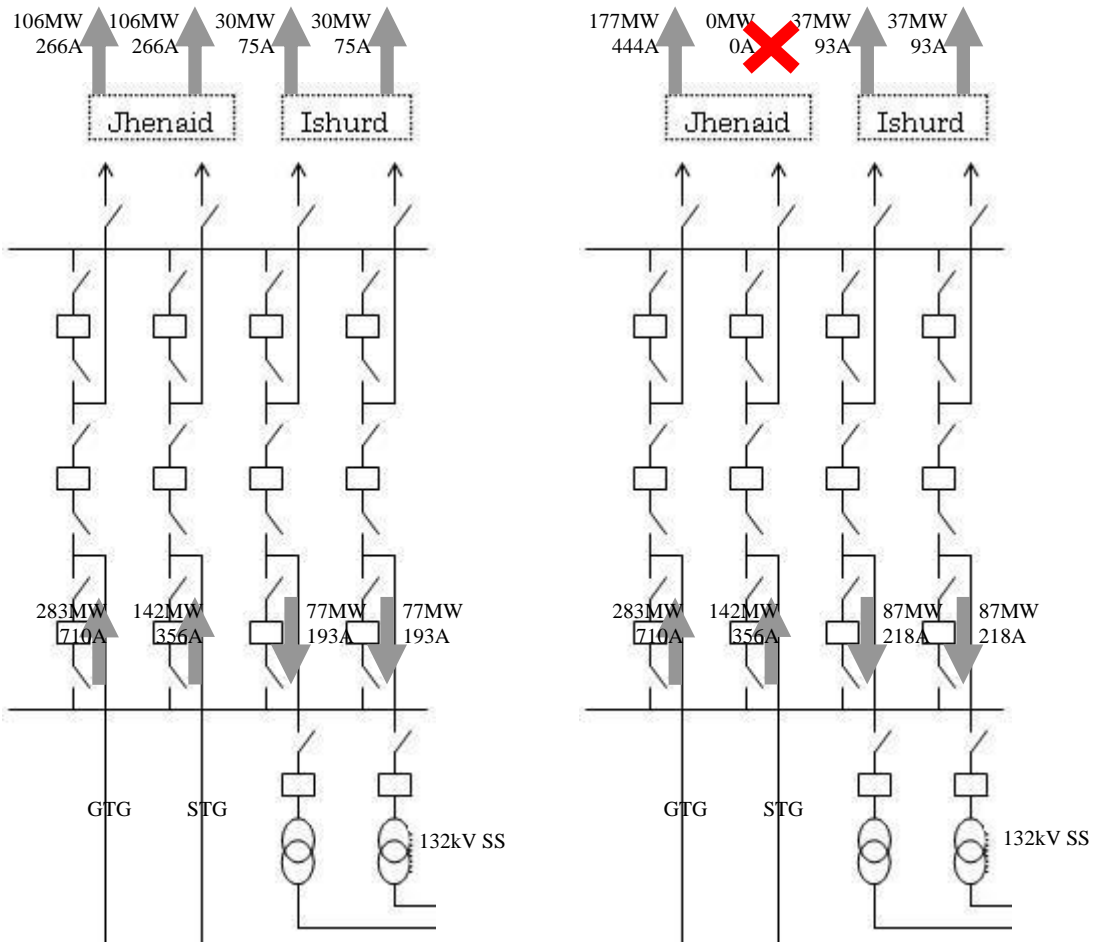 106MW 106MW 30MW 30MW
266A 266A 75A 75A
Jhenaid Ishurd
283MW 142MW 77MW 77MW
710A 356A 193A 193A
GTG STG
132kV SS
177MW 0MW 37MW 37MW
444A 0A 93A 93A
Jhenaid Ishurd
283MW 142MW 87MW 87MW
710A 356A 218A 218A
GTG STG
132kV SS